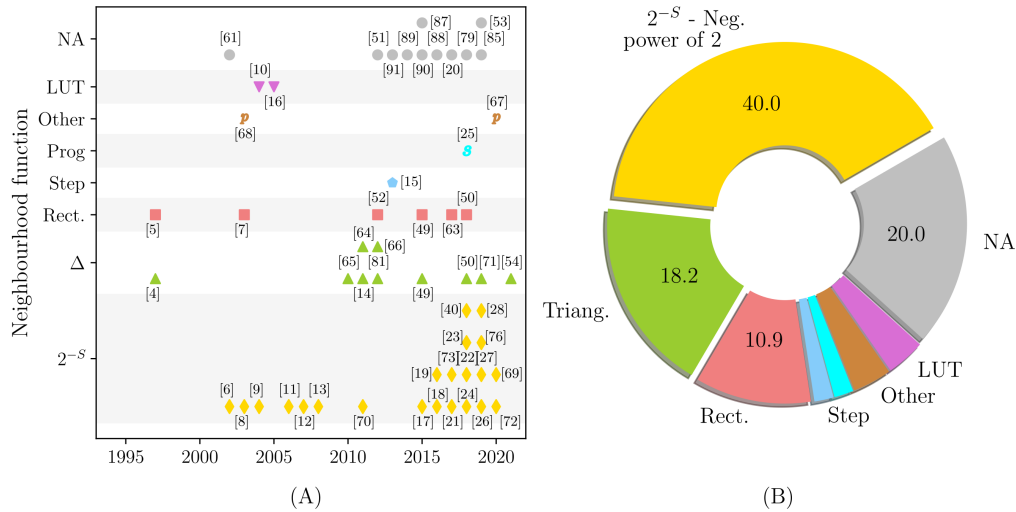 [87]
[53]
NA
[61]
[51]
[89]
[88]
[79]
[85]
[91]
[90]
[20]
[10]
LUT
[16]
[67]
Other
p
p
[68]
[25]
Prog
S
Step
[15]
[52]
[50]
Rect.
[5]
[7]
[49]
[63]
[64]
[66]
Δ
[65]
[81]
[50]
[71]
[54]
[4]
[14]
[49]
[40]
[28]
[23]
[76]
2^{-S}
[73]
[22]
[27]
[19]
[69]
[6]
[9]
[11]
[13]
[18]
[24]
[8]
[12]
[70]
[17]
[21]
[26]
[72]
Neighbourhood function
1995 2000 2005 2010 2015 2020
(A)
2^{-S} - Neg.
power of 2
40.0
20.0
NA
18.2
Triang.
10.9
LUT
Other
Rect.
Step
(B)